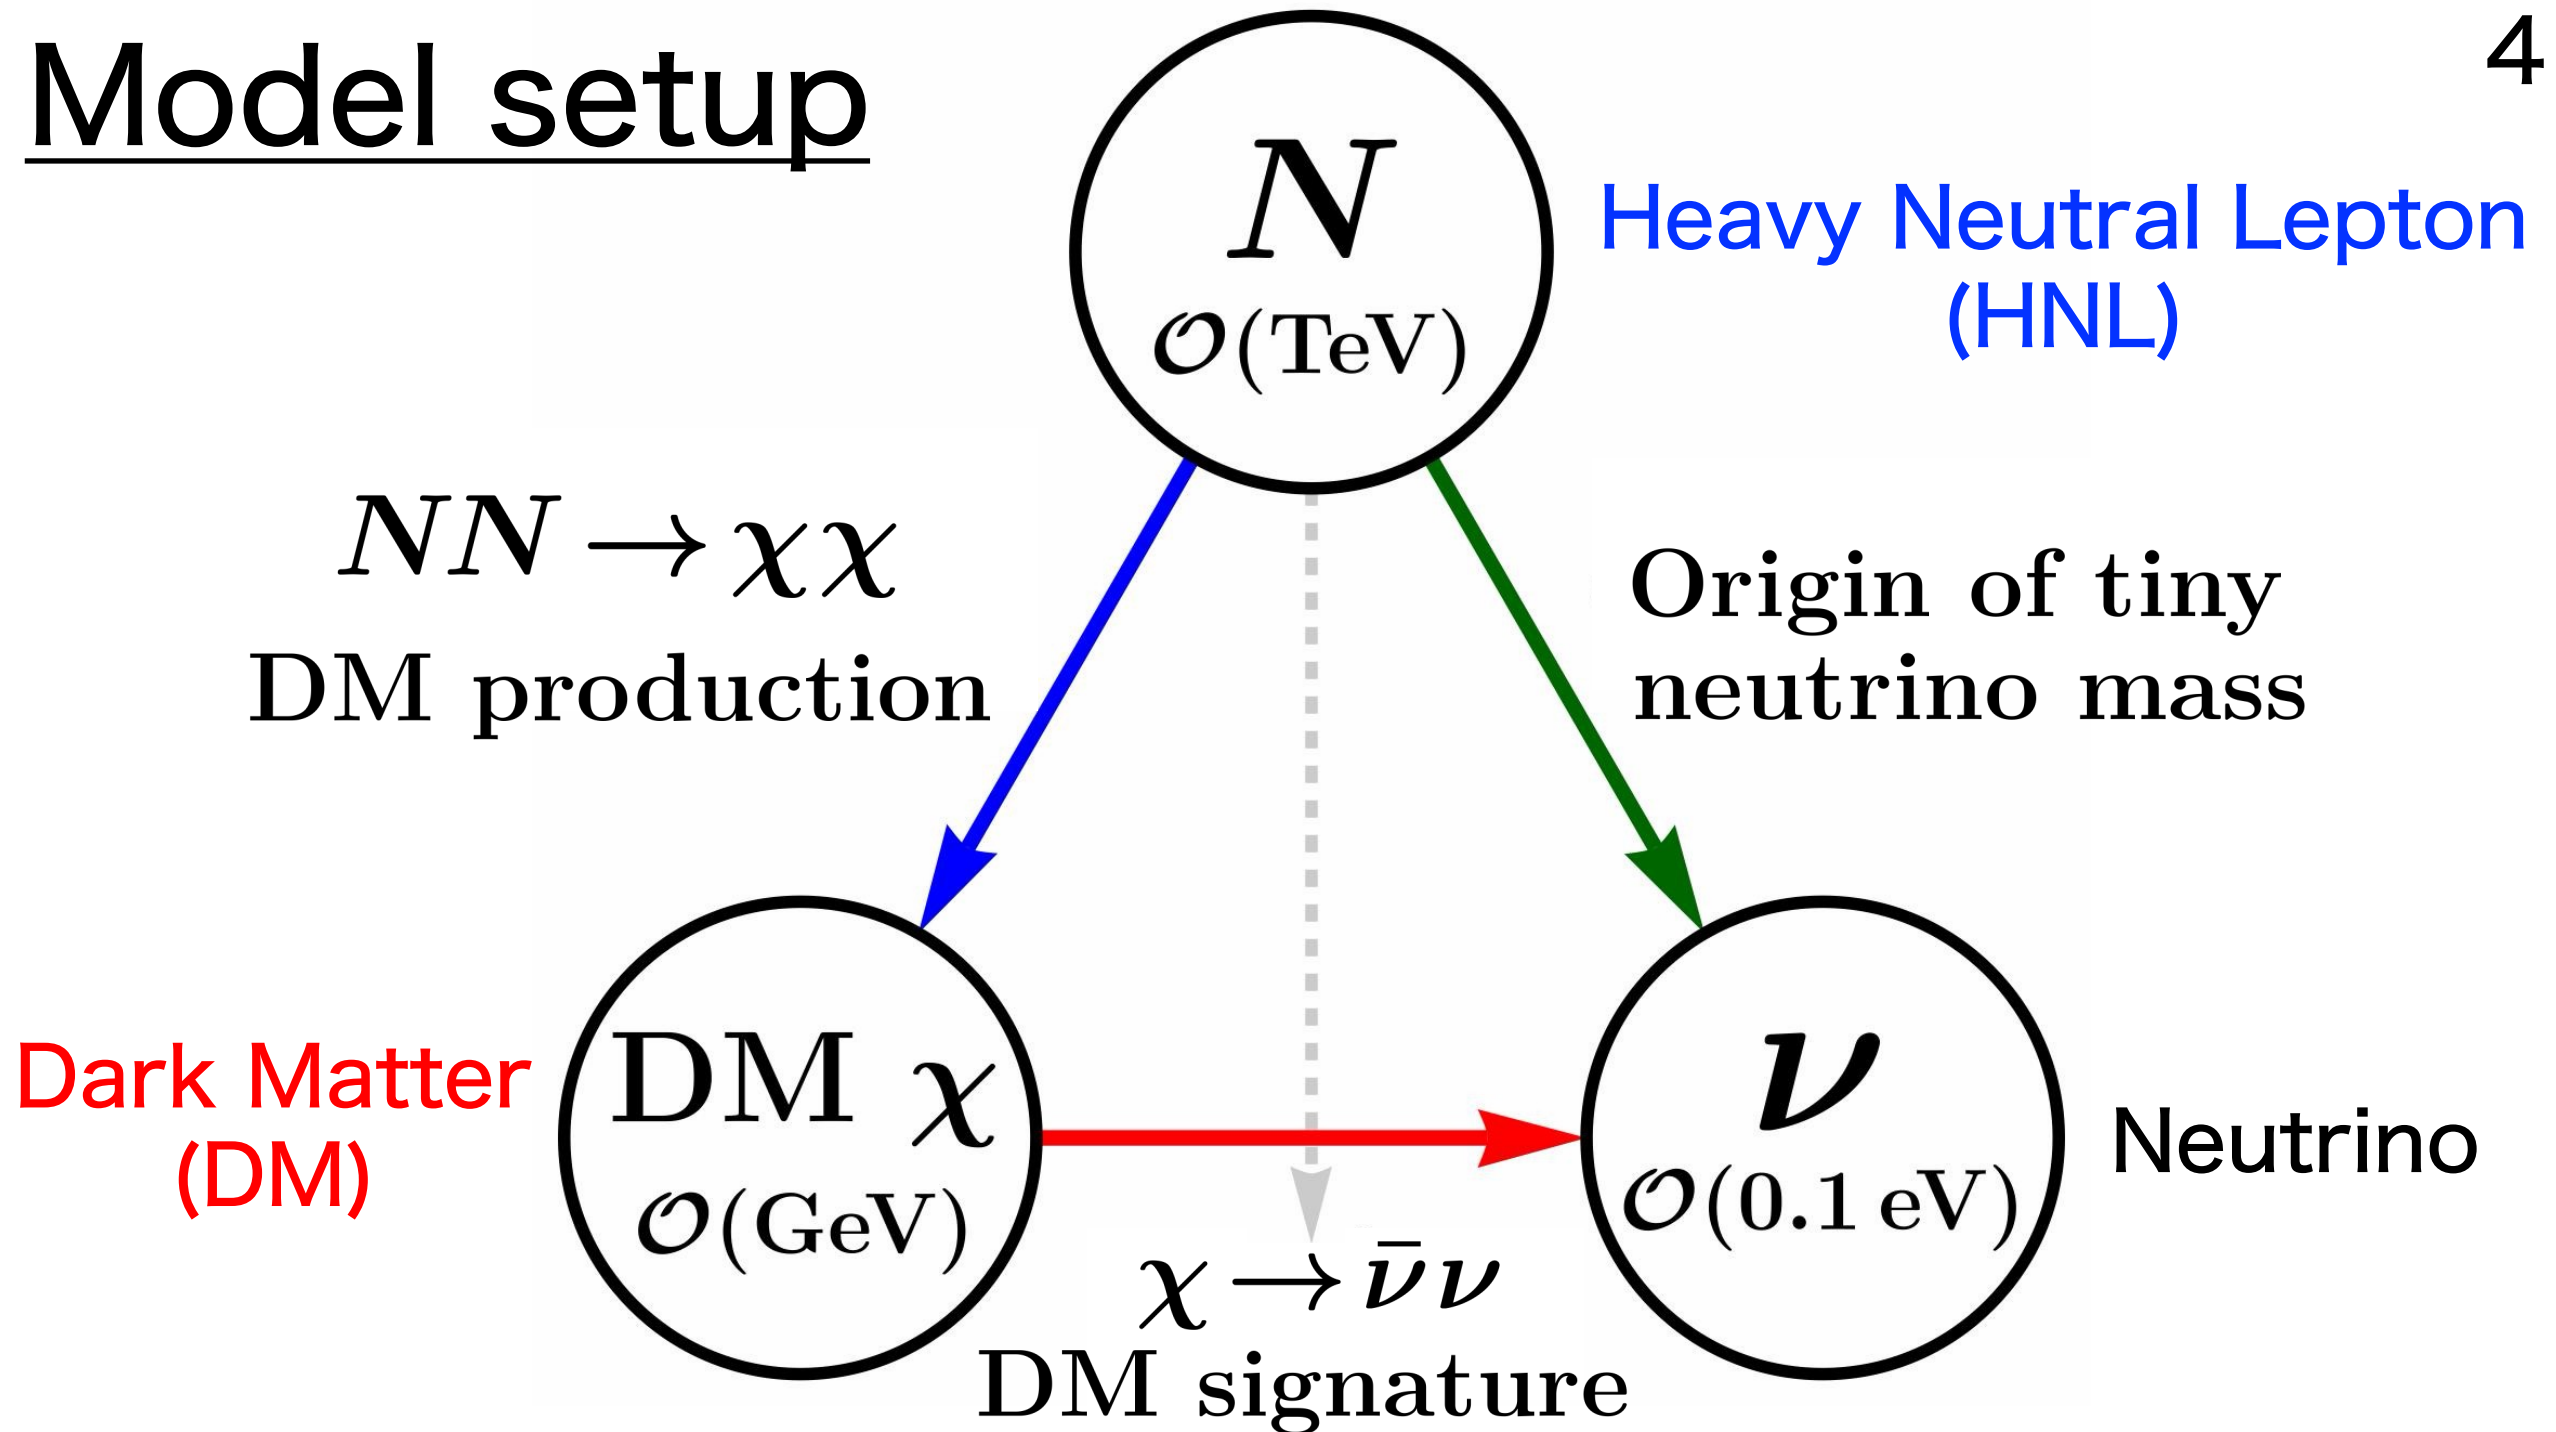 Model setup
4
N
O(TeV)
Heavy Neutral Lepton
(HNL)
NN → χχ
DM production
Origin of tiny
neutrino mass
Dark Matter
(DM)
DM χ
O(GeV)
ν
O(0.1 eV)
Neutrino
χ → ν̄ ν
DM signature